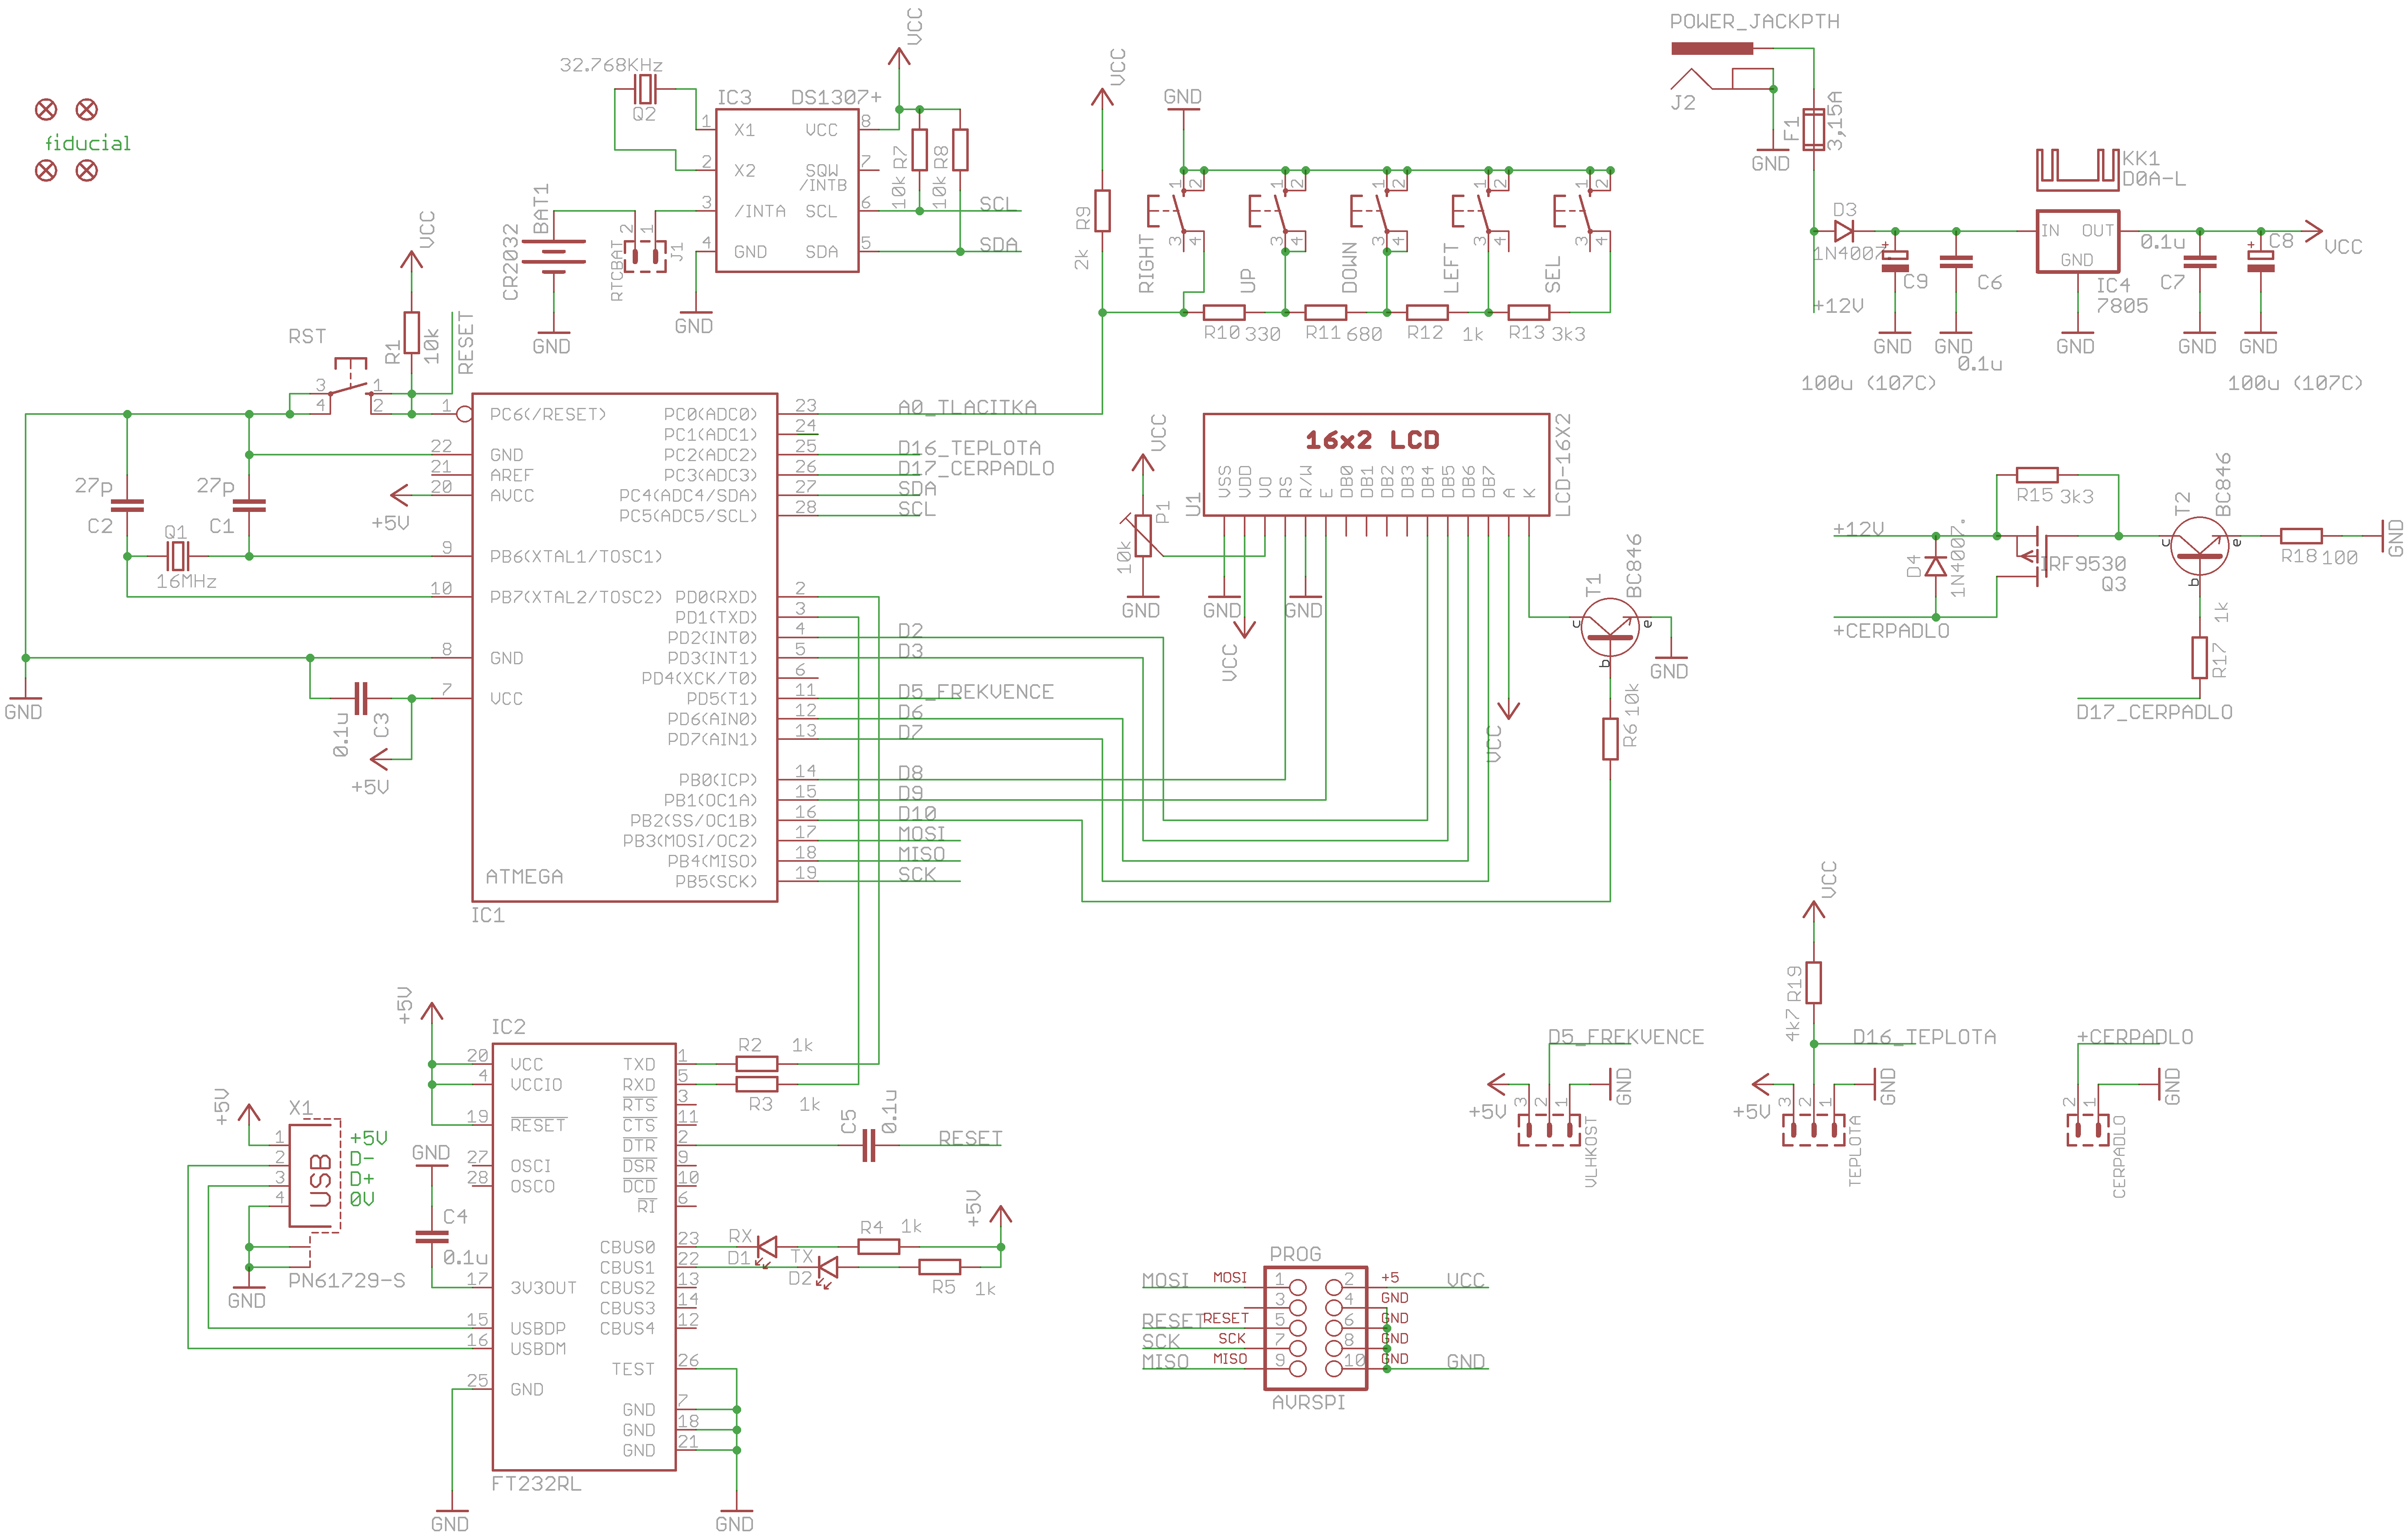 fiducial
32.768KHz
Q2
IC3 DS1307+
1 X1 VCC 8
2 X2 SQW 7
/INTB
3 /INTA SCL 6
4 GND SDA 5
VCC
10k R7
10k R8
SCL
SDA
CR2032 BAT1
GND
RTCBAT
2 1
J1
GND
VCC
R9
2k
GND
1 2
3 4
RIGHT
1 2
3 4
UP
1 2
3 4
DOWN
1 2
3 4
LEFT
1 2
3 4
SEL
R10 330
R11 680
R12 1k
R13 3k3
POWER_JACKPTH
J2
GND
F1
3,15A
D3
1N4007.
+12V
+
C9
GND
100u (107C)
C6
GND
0.1u
KK1
D0A-L
IN OUT
GND
IC4
7805
GND
0.1u
C7
GND
+
C8
GND
100u (107C)
VCC
VCC
R1
10k
RESET
RST
3 1
4 2
27p
C2
27p
C1
Q1
16MHz
+5V
GND
0.1u
C3
+5V
1 PC6(/RESET)
22 GND
21 AREF
20 AVCC
9 PB6(XTAL1/TOSC1)
10 PB7(XTAL2/TOSC2)
8 GND
7 VCC
PC0(ADC0) 23 A0_TLACITKA
PC1(ADC1) 24
PC2(ADC2) 25 D16_TEPLOTA
PC3(ADC3) 26 D17_CERPADLO
PC4(ADC4/SDA) 27 SDA
PC5(ADC5/SCL) 28 SCL
PD0(RXD) 2
PD1(TXD) 3
PD2(INT0) 4 D2
PD3(INT1) 5 D3
PD4(XCK/T0) 6
PD5(T1) 11 D5_FREKVENCE
PD6(AIN0) 12 D6
PD7(AIN1) 13 D7
PB0(ICP) 14 D8
PB1(OC1A) 15 D9
PB2(SS/OC1B) 16 D10
PB3(MOSI/OC2) 17 MOSI
PB4(MISO) 18 MISO
PB5(SCK) 19 SCK
ATMEGA
IC1
VCC
P1
10k
GND
16x2 LCD
U1
LCD-16X2
VSS VDD VO RS R/W E DB0 DB1 DB2 DB3 DB4 DB5 DB6 DB7 A K
GND
VCC
GND
VCC
T1
BC846
c e
b
GND
R6
10k
R15 3k3
+12V
D4
1N4007.
IRF9530
Q3
+CERPADLO
T2
BC846
c e
b
R18 100
GND
1k
R17
D17_CERPADLO
+5V
IC2
20 VCC TXD 1
4 VCCIO RXD 5
RTS 3
19 RESET CTS 11
DTR 2
27 OSCI DSR 9
28 OSCO DCD 10
RI 6
CBUS0 23
CBUS1 22
17 3V3OUT CBUS2 13
CBUS3 14
15 USBDP CBUS4 12
16 USBDM
TEST 26
25 GND
GND 7
GND 18
GND 21
FT232RL
GND
GND
R2 1k
R3 1k
C5
0.1u
RESET
RX
D1
TX
D2
R4 1k
R5 1k
+5V
+5V
X1
1 +5V
2 D-
3 D+
4 0V
USB
PN61729-S
GND
GND
C4
0.1u
PROG
MOSI MOSI 1 2 +5 VCC
3 4 GND
RESET RESET 5 6 GND
SCK SCK 7 8 GND
MISO MISO 9 10 GND GND
AVRSPI
D5_FREKVENCE
+5V
3 2 1
GND
VLHKOST
VCC
4k7 R19
D16_TEPLOTA
+5V
3 2 1
GND
TEPLOTA
+CERPADLO
2 1
GND
CERPADLO